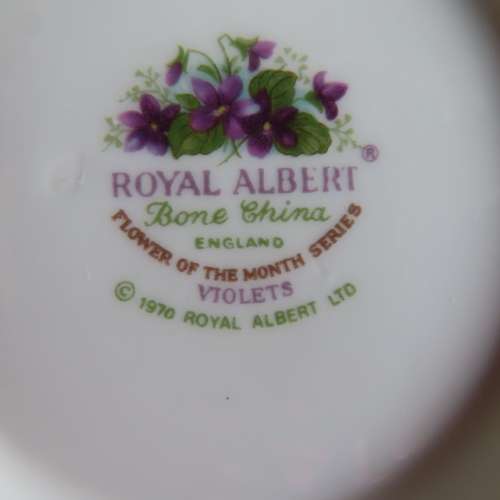 ROYAL ALBERT ®
Bone China
ENGLAND
FLOWER OF THE MONTH SERIES
VIOLETS
© 1970 ROYAL ALBERT LTD